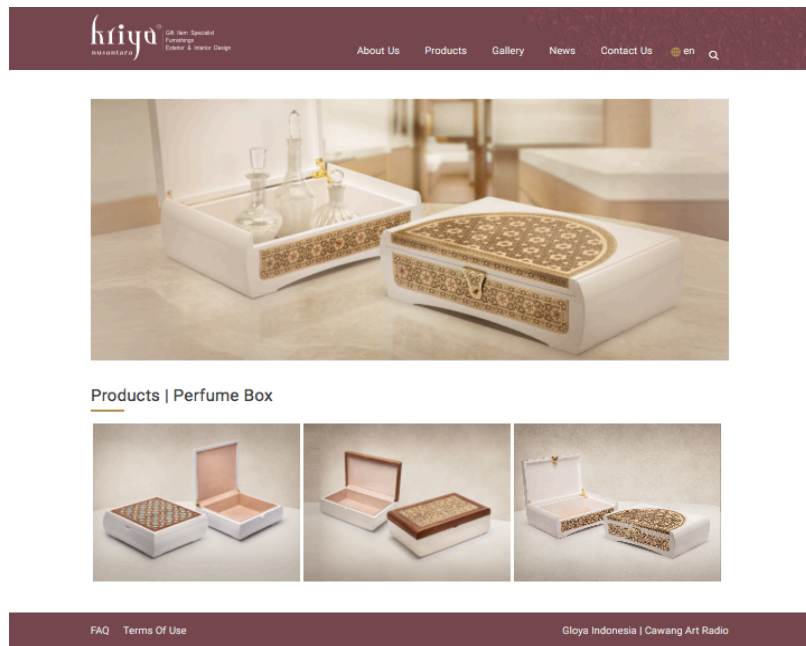 kriya
nusantara
Gift Item Specialist
Furnishings
Exterior & Interior Design
About Us Products Gallery News Contact Us en
Products | Perfume Box
FAQ Terms Of Use Gloya Indonesia | Cawang Art Radio